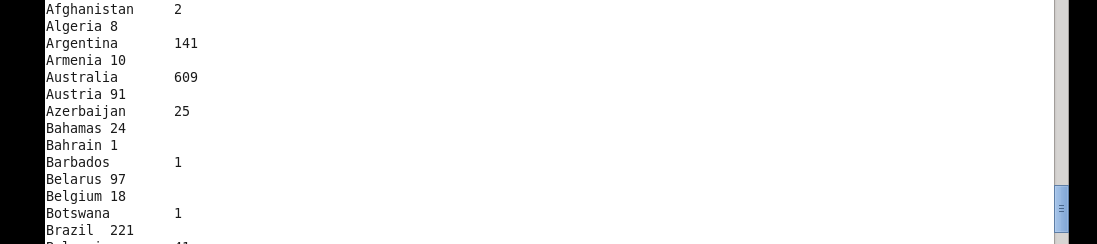 Afghanistan 2
Algeria 8
Argentina 141
Armenia 10
Australia 609
Austria 91
Azerbaijan 25
Bahamas 24
Bahrain 1
Barbados 1
Belarus 97
Belgium 18
Botswana 1
Brazil 221